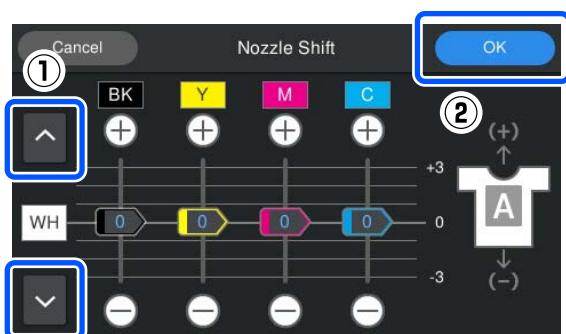 Cancel Nozzle Shift OK
①
BK Y M C
②
(+)
+3
WH 0 0 0 0 0
A
-3
(−)